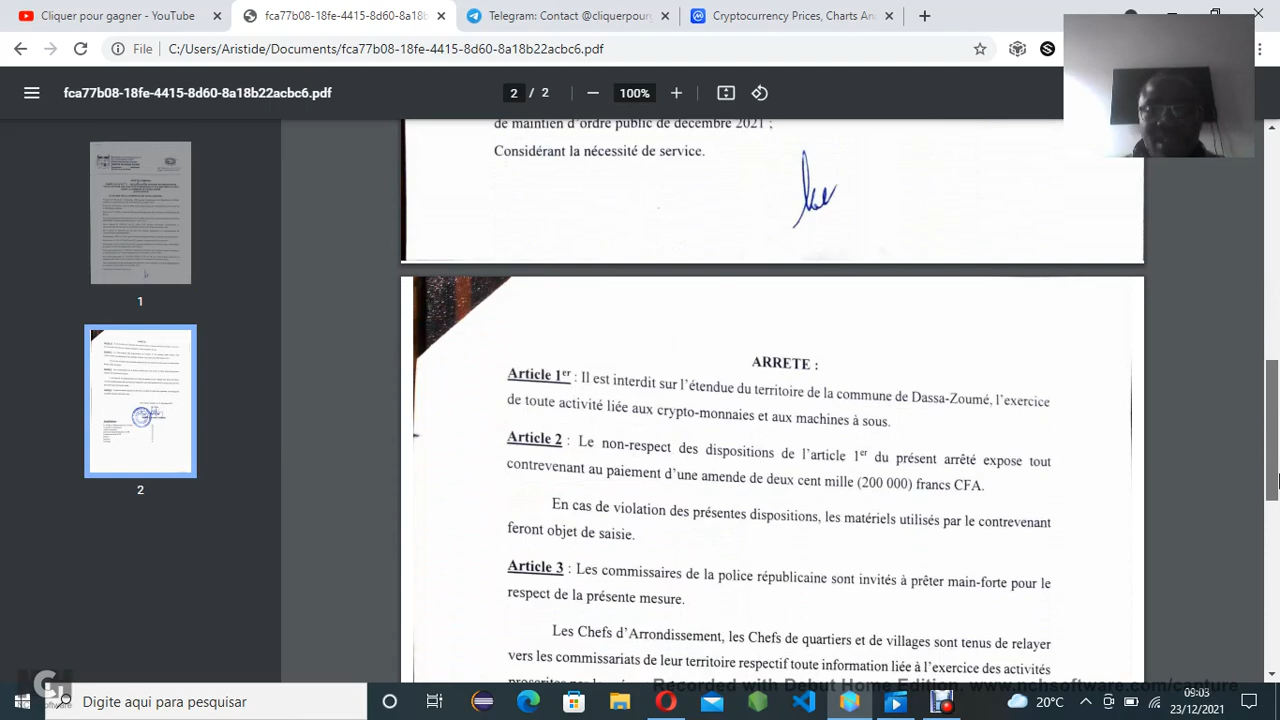 Cliquer pour gagner - YouTube
fca77b08-18fe-4415-8d60-8a18b
Telegram: Contact @cliquerpourg
Cryptocurrency Prices, Charts An
File
C:/Users/Aristide/Documents/fca77b08-18fe-4415-8d60-8a18b22acbc6.pdf
fca77b08-18fe-4415-8d60-8a18b22acbc6.pdf
2 / 2
100%
1
2
de maintien d'ordre public de décembre 2021 ;
Considérant la nécessité de service.
ARRETE :
Article 1er : Il est interdit sur l'étendue du territoire de la commune de Dassa-Zoumé, l'exercice
de toute activité liée aux crypto-monnaies et aux machines à sous.
Article 2 : Le non-respect des dispositions de l'article 1er du présent arrêté expose tout
contrevenant au paiement d'une amende de deux cent mille (200 000) francs CFA.
En cas de violation des présentes dispositions, les matériels utilisés par le contrevenant
feront objet de saisie.
Article 3 : Les commissaires de la police républicaine sont invités à prêter main-forte pour le
respect de la présente mesure.
Les Chefs d'Arrondissement, les Chefs de quartiers et de villages sont tenus de relayer
vers les commissariats de leur territoire respectif toute information liée à l'exercice des activités
Recorded with Debut Home Edition. www.nchsoftware.com/capture
NCH
Software
Digite aqui para pesquisar
20°C
09:03
23/12/2021